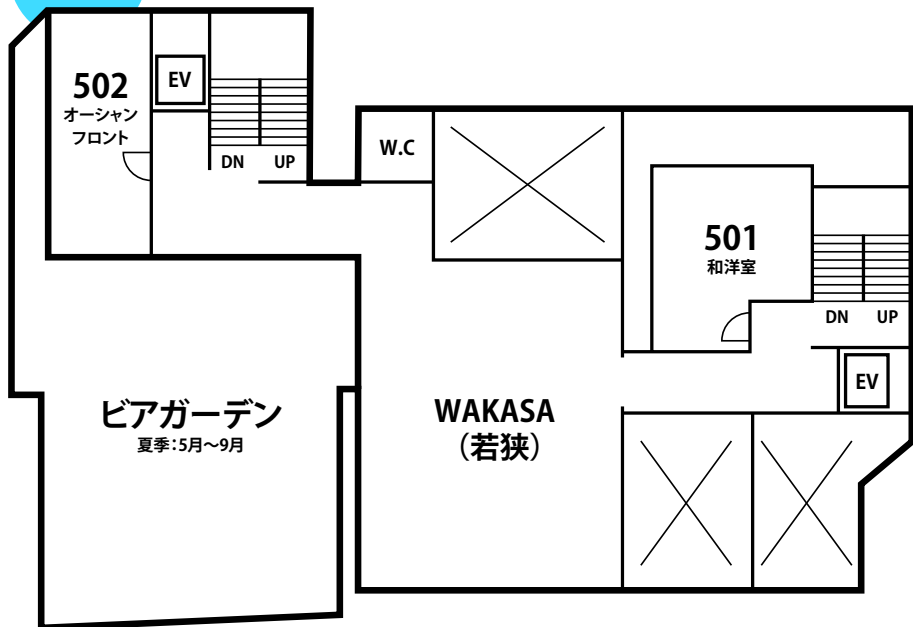 502
オーシャン
フロント
EV
DN
UP
W.C
501
和洋室
DN
UP
EV
ビアガーデン
夏季:5月〜9月
WAKASA
(若狭)